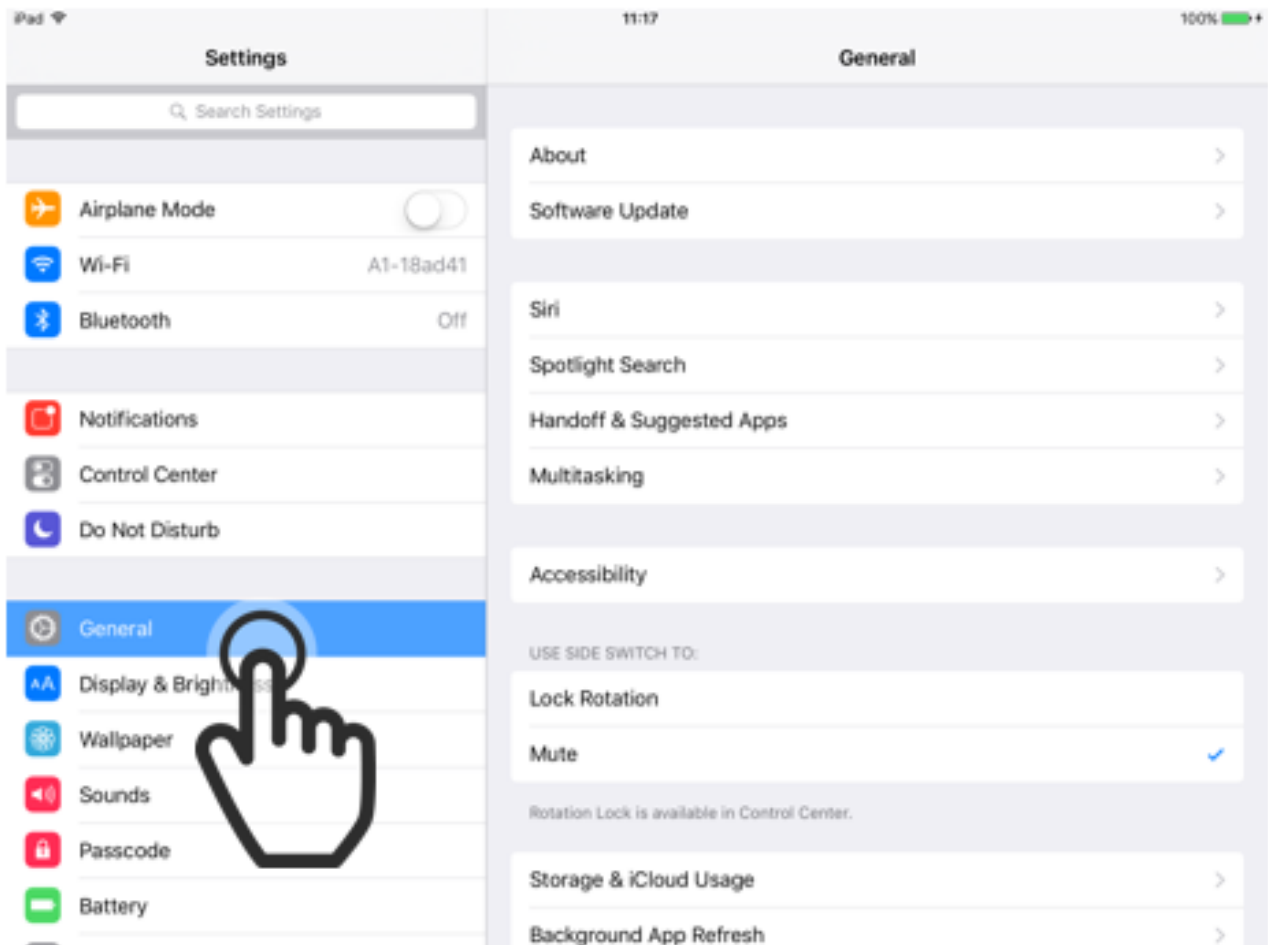 iPad
11:17
100%
Settings
General
Search Settings
Airplane Mode
Wi-Fi
A1-18ad41
Bluetooth
Off
Notifications
Control Center
Do Not Disturb
General
Display & Brightness
Wallpaper
Sounds
Passcode
Battery
About
Software Update
Siri
Spotlight Search
Handoff & Suggested Apps
Multitasking
Accessibility
USE SIDE SWITCH TO:
Lock Rotation
Mute
Rotation Lock is available in Control Center.
Storage & iCloud Usage
Background App Refresh